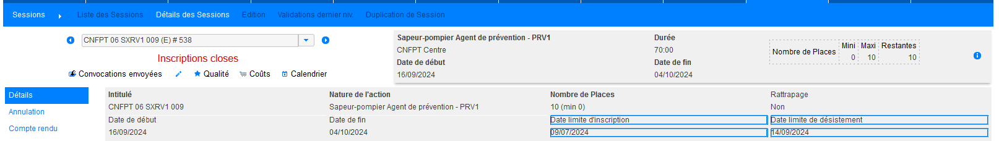 Sessions Liste des Sessions Détails des Sessions Edition Validations dernier niv. Duplication de Session
CNFPT 06 SXRV1 009 (E) # 538
Inscriptions closes
Convocations envoyées Qualité Coûts Calendrier
Sapeur-pompier Agent de prévention - PRV1 Durée
CNFPT Centre 70:00
Date de début Date de fin
16/09/2024 04/10/2024
Nombre de Places Mini Maxi Restantes
0 10 10
Détails
Annulation
Compte rendu
Intitulé Nature de l'action Nombre de Places Rattrapage
CNFPT 06 SXRV1 009 Sapeur-pompier Agent de prévention - PRV1 10 (min 0) Non
Date de début Date de fin Date limite d'inscription Date limite de désistement
16/09/2024 04/10/2024 09/07/2024 14/09/2024